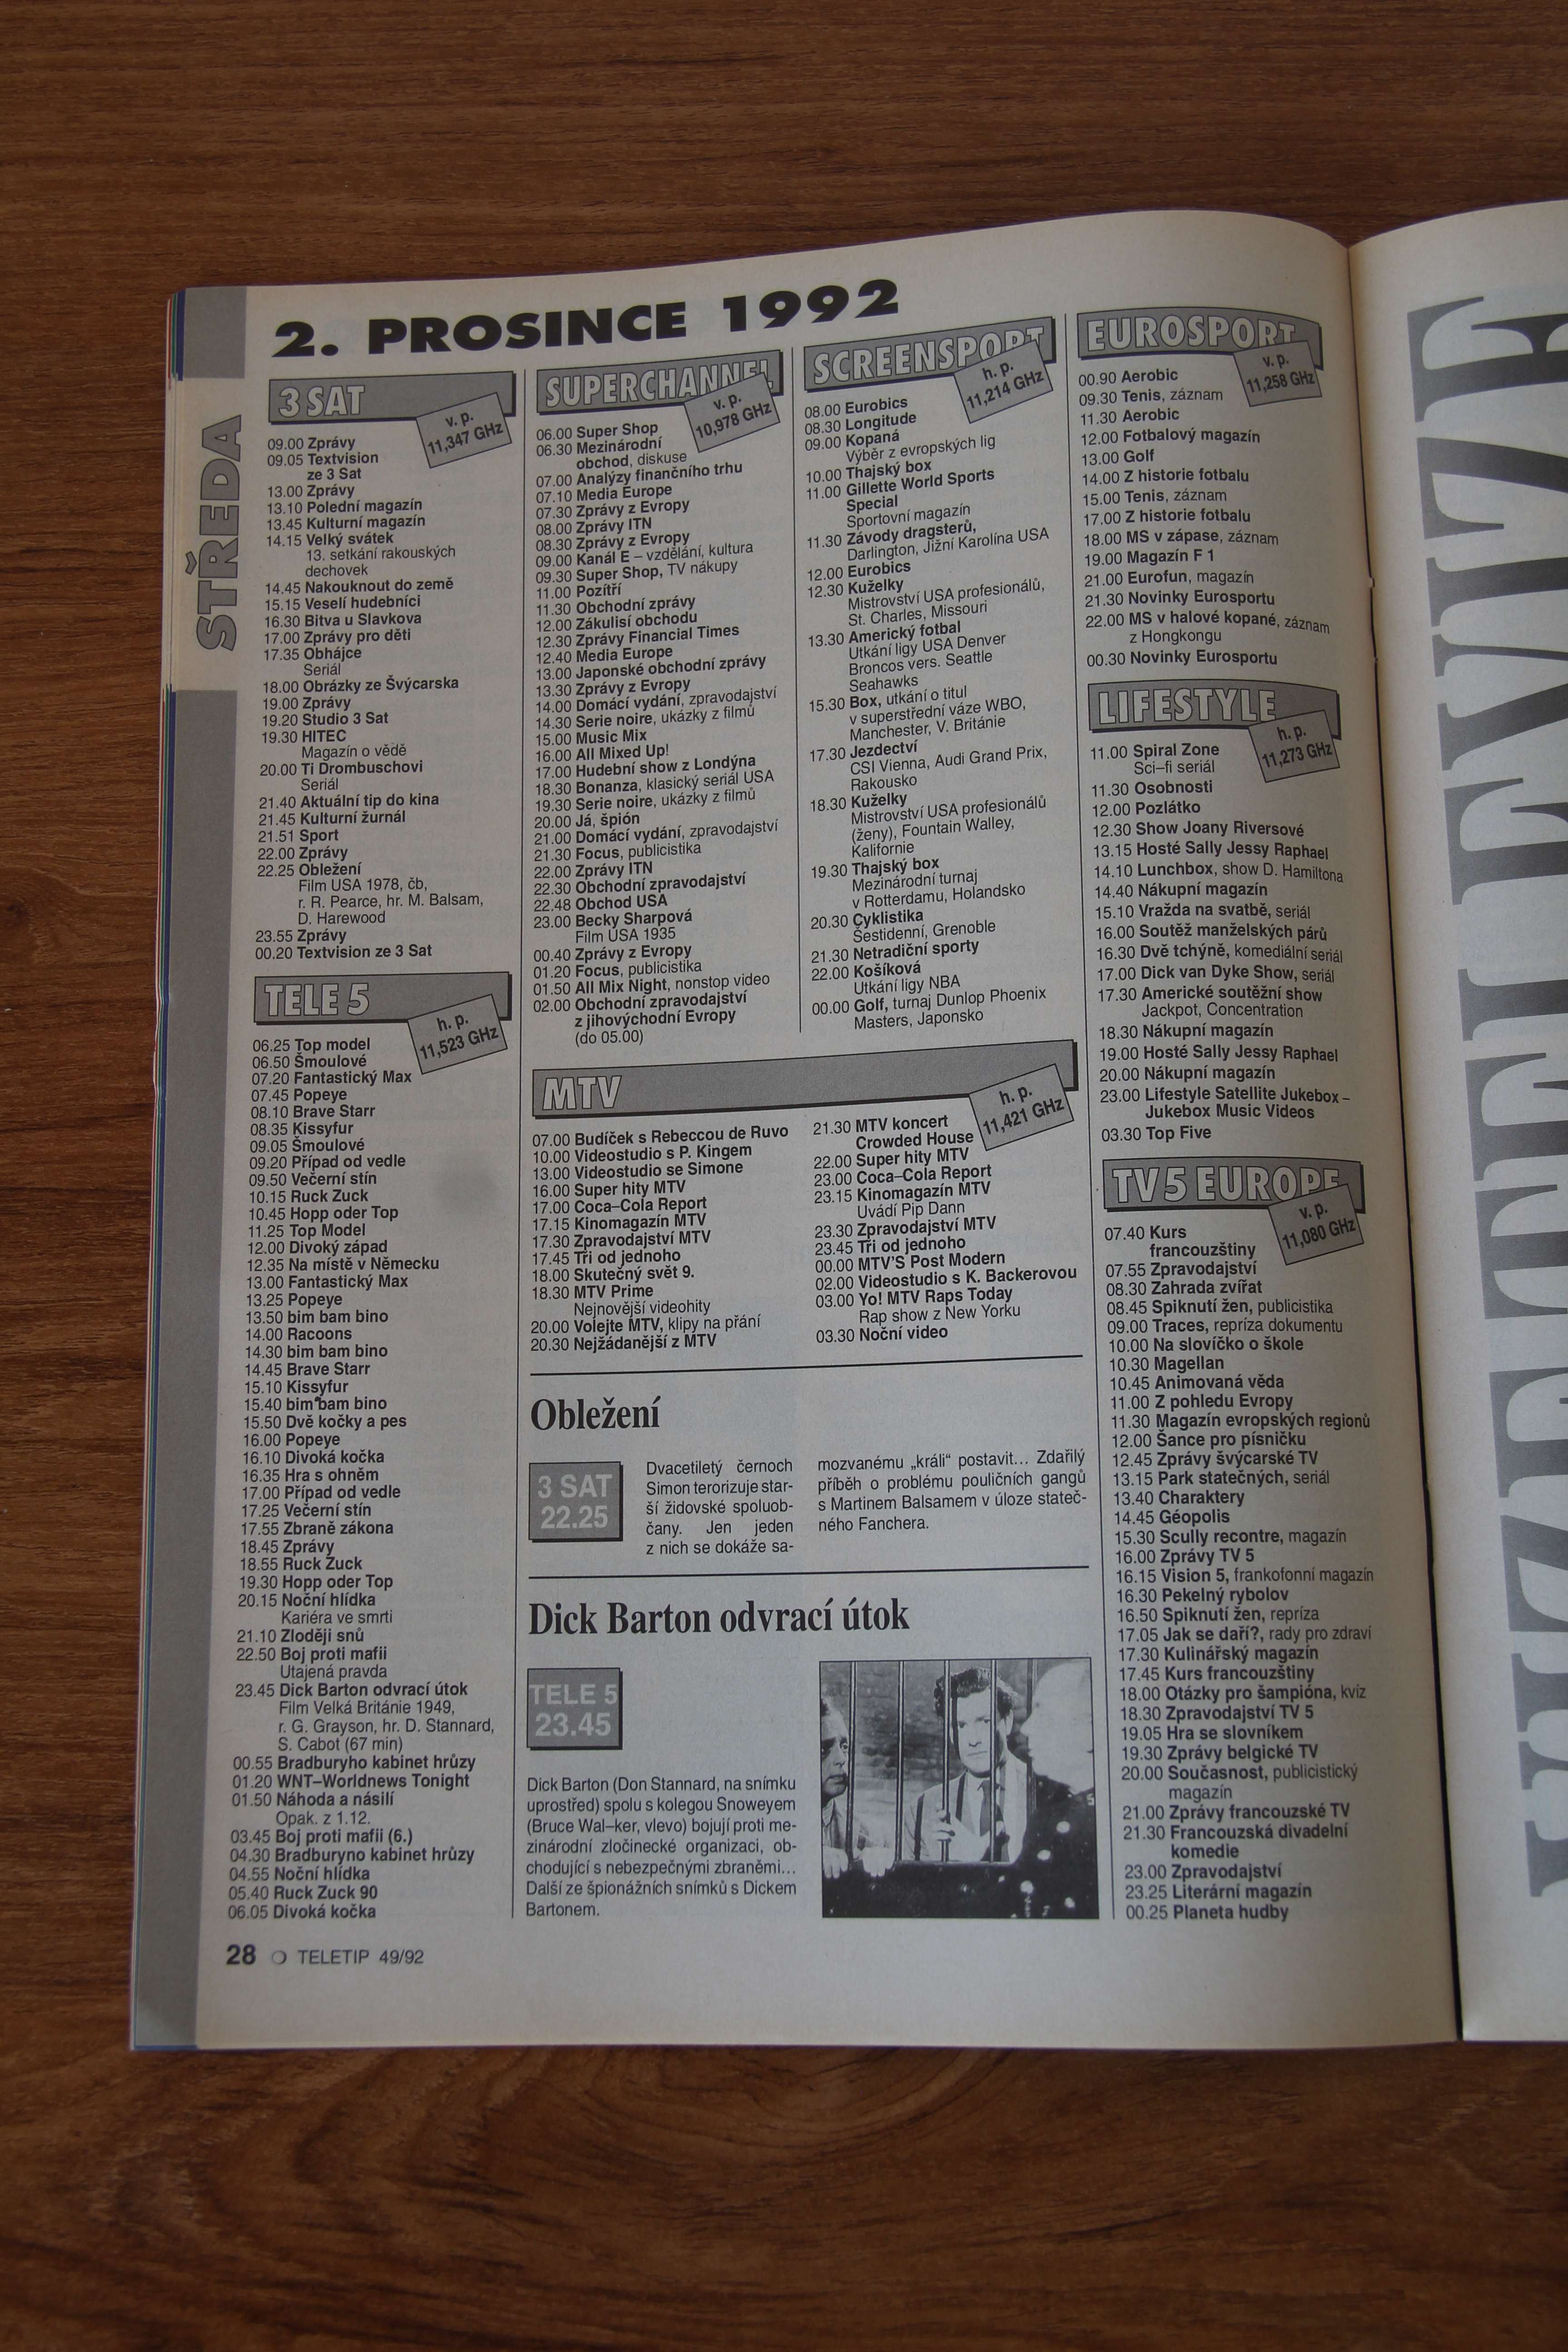 2. PROSINCE 1992
STŘEDA
3 SAT
v. p.
11,347 GHz
09.00 Zprávy
09.05 Textvision
ze 3 Sat
13.00 Zprávy
13.10 Polední magazín
13.45 Kulturní magazín
14.15 Velký svátek
13. setkání rakouských
dechovek
14.45 Nakouknout do země
15.15 Veselí hudebníci
16.30 Bitva u Slavkova
17.00 Zprávy pro děti
17.35 Obhájce
Seriál
18.00 Obrázky ze Švýcarska
19.00 Zprávy
19.20 Studio 3 Sat
19.30 HITEC
Magazín o vědě
20.00 Ti Drombuschovi
Seriál
21.40 Aktuální tip do kina
21.45 Kulturní žurnál
21.51 Sport
22.00 Zprávy
22.25 Obležení
Film USA 1978, čb,
r. R. Pearce, hr. M. Balsam,
D. Harewood
23.55 Zprávy
00.20 Textvision ze 3 Sat
TELE 5
h. p.
11,523 GHz
06.25 Top model
06.50 Šmoulové
07.20 Fantastický Max
07.45 Popeye
08.10 Brave Starr
08.35 Kissyfur
09.05 Šmoulové
09.20 Případ od vedle
09.50 Večerní stín
10.15 Ruck Zuck
10.45 Hopp oder Top
11.25 Top Model
12.00 Divoký západ
12.35 Na místě v Německu
13.00 Fantastický Max
13.25 Popeye
13.50 bim bam bino
14.00 Racoons
14.30 bim bam bino
14.45 Brave Starr
15.10 Kissyfur
15.40 bim bam bino
15.50 Dvě kočky a pes
16.00 Popeye
16.10 Divoká kočka
16.35 Hra s ohněm
17.00 Případ od vedle
17.25 Večerní stín
17.55 Zbraně zákona
18.45 Zprávy
18.55 Ruck Zuck
19.30 Hopp oder Top
20.15 Noční hlídka
Kariéra ve smrti
21.10 Zloději snů
22.50 Boj proti mafii
Utajená pravda
23.45 Dick Barton odvrací útok
Film Velká Británie 1949,
r. G. Grayson, hr. D. Stannard,
S. Cabot (67 min)
00.55 Bradburyho kabinet hrůzy
01.20 WNT–Worldnews Tonight
01.50 Náhoda a násilí
Opak. z 1.12.
03.45 Boj proti mafii (6.)
04.30 Bradburyno kabinet hrůzy
04.55 Noční hlídka
05.40 Ruck Zuck 90
06.05 Divoká kočka
SUPERCHANNEL
v. p.
10,978 GHz
06.00 Super Shop
06.30 Mezinárodní
obchod, diskuse
07.00 Analýzy finančního trhu
07.10 Media Europe
07.30 Zprávy z Evropy
08.00 Zprávy ITN
08.30 Zprávy z Evropy
09.00 Kanál E – vzdělání, kultura
09.30 Super Shop, TV nákupy
11.00 Pozítří
11.30 Obchodní zprávy
12.00 Zákulisí obchodu
12.30 Zprávy Financial Times
12.40 Media Europe
13.00 Japonské obchodní zprávy
13.30 Zprávy z Evropy
14.00 Domácí vydání, zpravodajství
14.30 Serie noire, ukázky z filmů
15.00 Music Mix
16.00 All Mixed Up!
17.00 Hudební show z Londýna
18.30 Bonanza, klasický seriál USA
19.30 Serie noire, ukázky z filmů
20.00 Já, špión
21.00 Domácí vydání, zpravodajství
21.30 Focus, publicistika
22.00 Zprávy ITN
22.30 Obchodní zpravodajství
22.48 Obchod USA
23.00 Becky Sharpová
Film USA 1935
00.40 Zprávy z Evropy
01.20 Focus, publicistika
01.50 All Mix Night, nonstop video
02.00 Obchodní zpravodajství
z jihovýchodní Evropy
(do 05.00)
SCREENSPORT
h. p.
11,214 GHz
08.00 Eurobics
08.30 Longitude
09.00 Kopaná
Výběr z evropských lig
10.00 Thajský box
11.00 Gillette World Sports
Special
Sportovní magazín
11.30 Závody dragsterů,
Darlington, Jižní Karolína USA
12.00 Eurobics
12.30 Kuželky
Mistrovství USA profesionálů,
St. Charles, Missouri
13.30 Americký fotbal
Utkání ligy USA Denver
Broncos vers. Seattle
Seahawks
15.30 Box, utkání o titul
v superstřední váze WBO,
Manchester, V. Británie
17.30 Jezdectví
CSI Vienna, Audi Grand Prix,
Rakousko
18.30 Kuželky
Mistrovství USA profesionálů
(ženy), Fountain Walley,
Kalifornie
19.30 Thajský box
Mezinárodní turnaj
v Rotterdamu, Holandsko
20.30 Cyklistika
Šestidenní, Grenoble
21.30 Netradiční sporty
22.00 Košíková
Utkání ligy NBA
00.00 Golf, turnaj Dunlop Phoenix
Masters, Japonsko
MTV
h. p.
11,421 GHz
07.00 Budíček s Rebeccou de Ruvo
10.00 Videostudio s P. Kingem
13.00 Videostudio se Simone
16.00 Super hity MTV
17.00 Coca–Cola Report
17.15 Kinomagazín MTV
17.30 Zpravodajství MTV
17.45 Tři od jednoho
18.00 Skutečný svět 9.
18.30 MTV Prime
Nejnovější videohity
20.00 Volejte MTV, klipy na přání
20.30 Nejžádanější z MTV
21.30 MTV koncert
Crowded House
22.00 Super hity MTV
23.00 Coca–Cola Report
23.15 Kinomagazín MTV
Uvádí Pip Dann
23.30 Zpravodajství MTV
23.45 Tři od jednoho
00.00 MTV'S Post Modern
02.00 Videostudio s K. Backerovou
03.00 Yo! MTV Raps Today
Rap show z New Yorku
03.30 Noční video
Obležení
3 SAT
22.25
Dvacetiletý černoch
Simon terorizuje star-
ší židovské spoluob-
čany. Jen jeden
z nich se dokáže sa-
mozvanému „králi“ postavit... Zdařilý
příběh o problému pouličních gangů
s Martinem Balsamem v úloze stateč-
ného Fanchera.
Dick Barton odvrací útok
TELE 5
23.45
Dick Barton (Don Stannard, na snímku
uprostřed) spolu s kolegou Snoweyem
(Bruce Wal–ker, vlevo) bojují proti me-
zinárodní zločinecké organizaci, ob-
chodující s nebezpečnými zbraněmi...
Další ze špionážních snímků s Dickem
Bartonem.
EUROSPORT
v. p.
11,258 GHz
00.90 Aerobic
09.30 Tenis, záznam
11.30 Aerobic
12.00 Fotbalový magazín
13.00 Golf
14.00 Z historie fotbalu
15.00 Tenis, záznam
17.00 Z historie fotbalu
18.00 MS v zápase, záznam
19.00 Magazín F 1
21.00 Eurofun, magazín
21.30 Novinky Eurosportu
22.00 MS v halové kopané, záznam
z Hongkongu
00.30 Novinky Eurosportu
LIFESTYLE
h. p.
11,273 GHz
11.00 Spiral Zone
Sci–fi seriál
11.30 Osobnosti
12.00 Pozlátko
12.30 Show Joany Riversové
13.15 Hosté Sally Jessy Raphael
14.10 Lunchbox, show D. Hamiltona
14.40 Nákupní magazín
15.10 Vražda na svatbě, seriál
16.00 Soutěž manželských párů
16.30 Dvě tchýně, komediální seriál
17.00 Dick van Dyke Show, seriál
17.30 Americké soutěžní show
Jackpot, Concentration
18.30 Nákupní magazín
19.00 Hosté Sally Jessy Raphael
20.00 Nákupní magazín
23.00 Lifestyle Satellite Jukebox –
Jukebox Music Videos
03.30 Top Five
TV5 EUROPE
v. p.
11,080 GHz
07.40 Kurs
francouzštiny
07.55 Zpravodajství
08.30 Zahrada zvířat
08.45 Spiknutí žen, publicistika
09.00 Traces, repríza dokumentu
10.00 Na slovíčko o škole
10.30 Magellan
10.45 Animovaná věda
11.00 Z pohledu Evropy
11.30 Magazín evropských regionů
12.00 Šance pro písničku
12.45 Zprávy švýcarské TV
13.15 Park statečných, seriál
13.40 Charaktery
14.45 Géopolis
15.30 Scully recontre, magazín
16.00 Zprávy TV 5
16.15 Vision 5, frankofonní magazín
16.30 Pekelný rybolov
16.50 Spiknutí žen, repríza
17.05 Jak se daří?, rady pro zdraví
17.30 Kulinářský magazín
17.45 Kurs francouzštiny
18.00 Otázky pro šampióna, kvíz
18.30 Zpravodajství TV 5
19.05 Hra se slovníkem
19.30 Zprávy belgické TV
20.00 Současnost, publicistický
magazín
21.00 Zprávy francouzské TV
21.30 Francouzská divadelní
komedie
23.00 Zpravodajství
23.25 Literární magazín
00.25 Planeta hudby
28 ❍ TELETIP 49/92